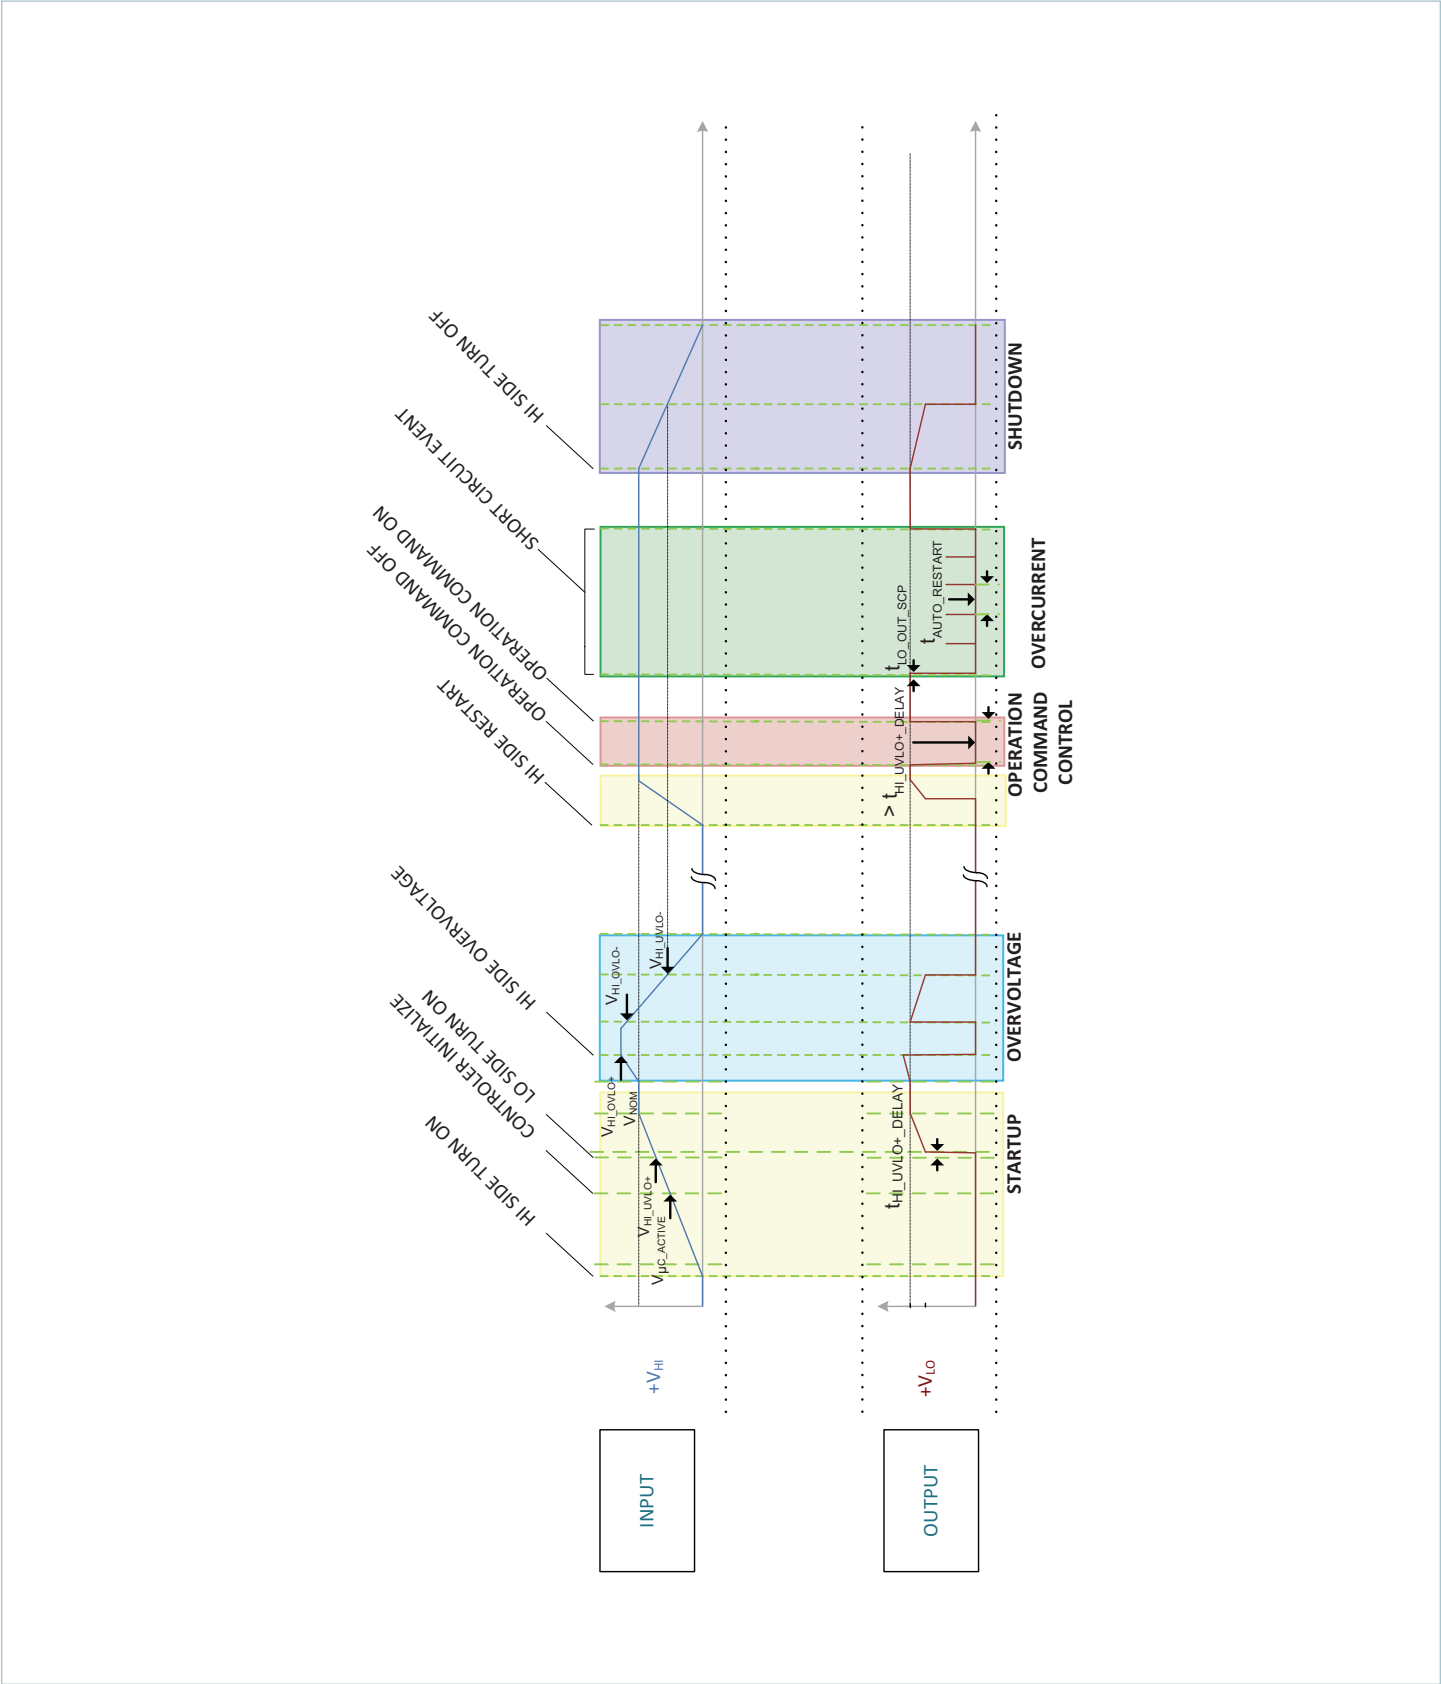 HI SIDE TURN ON
CONTROLER INITIALIZE
LO SIDE TURN ON
HI SIDE OVERVOLTAGE
HI SIDE RESTART
OPERATION COMMAND OFF
OPERATION COMMAND ON
SHORT CIRCUIT EVENT
HI SIDE TURN OFF
INPUT
+VHI
VµC_ACTIVE
VHI_UVLO+
VNOM
VHI_OVLO+
VHI_OVLO-
VHI_UVLO-
OUTPUT
+VLO
tHI_UVLO+_DELAY
> tHI_UVLO+_DELAY
tLO_OUT_SCP
tAUTO_RESTART
STARTUP
OVERVOLTAGE
OPERATION
COMMAND
CONTROL
OVERCURRENT
SHUTDOWN